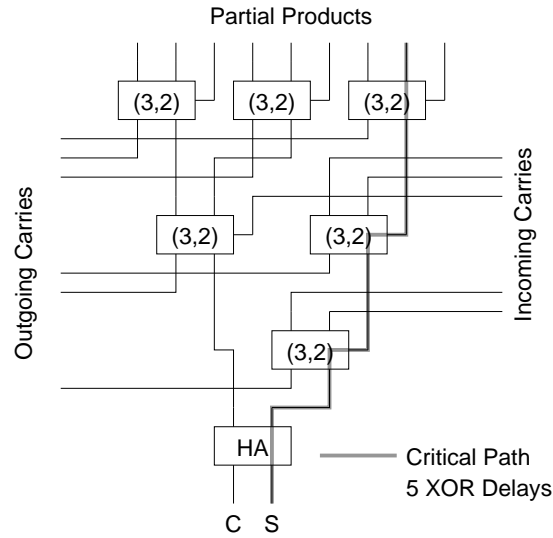 Partial Products
(3,2) (3,2) (3,2)
Outgoing Carries
(3,2) (3,2)
Incoming Carries
(3,2)
HA
Critical Path
5 XOR Delays
C S